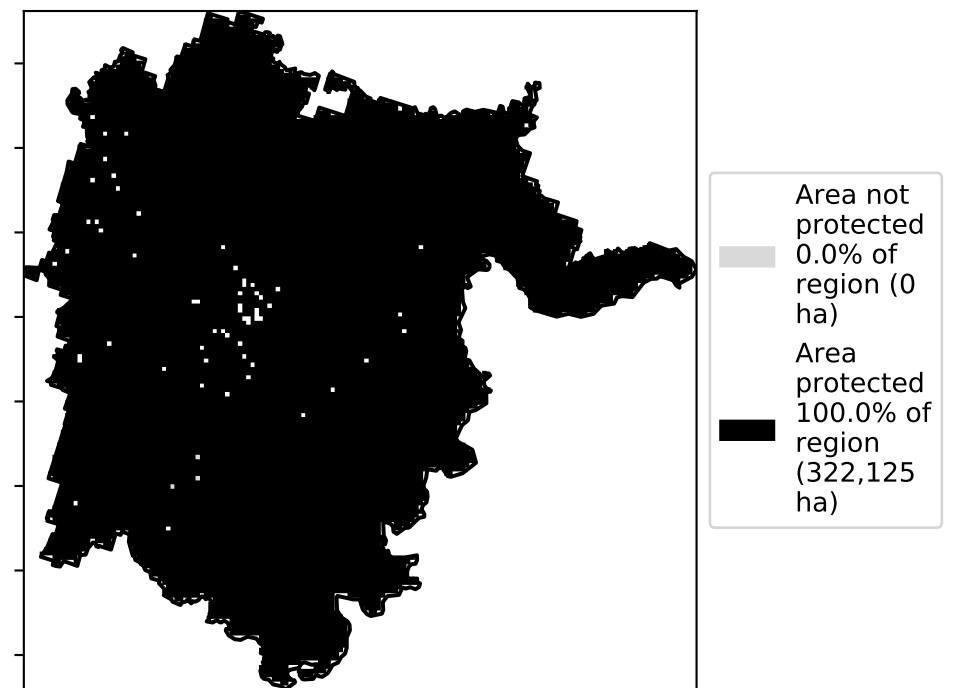 Area not
protected
0.0% of
region (0
ha)
Area
protected
100.0% of
region
(322,125
ha)